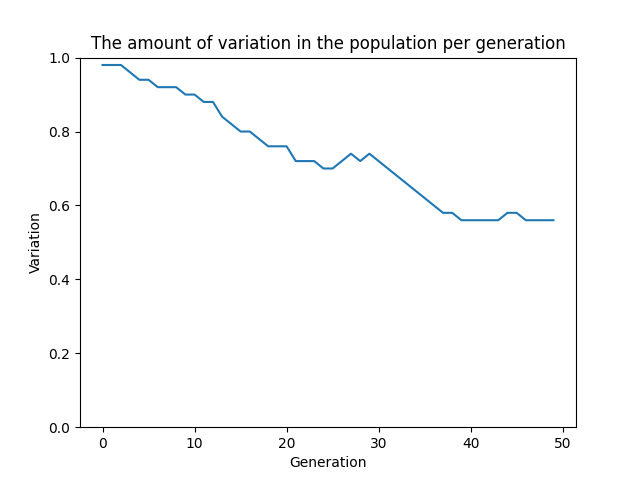 The amount of variation in the population per generation
1.0
0.8
0.6
0.4
0.2
0.0
Variation
0 10 20 30 40 50
Generation